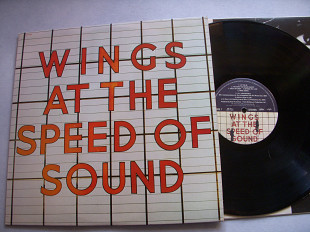 WINGS
AT THE
SPEED OF
SOUND
WINGS
AT THE
SPEED OF
SOUND